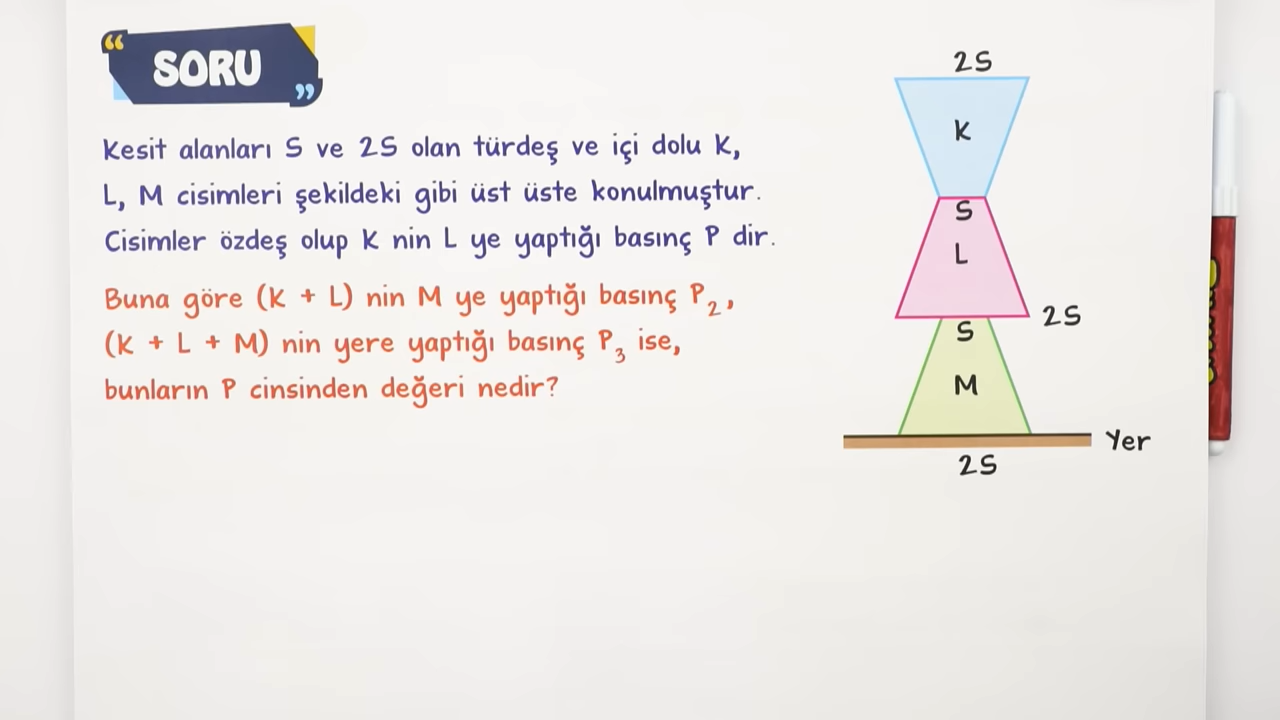 SORU
Kesit alanları S ve 2S olan türdeş ve içi dolu K,
L, M cisimleri şekildeki gibi üst üste konulmuştur.
Cisimler özdeş olup K nin L ye yaptığı basınç P dir.
Buna göre (K + L) nin M ye yaptığı basınç P₂,
(K + L + M) nin yere yaptığı basınç P₃ ise,
bunların P cinsinden değeri nedir?
2S
K
S
L
2S
S
M
Yer
2S